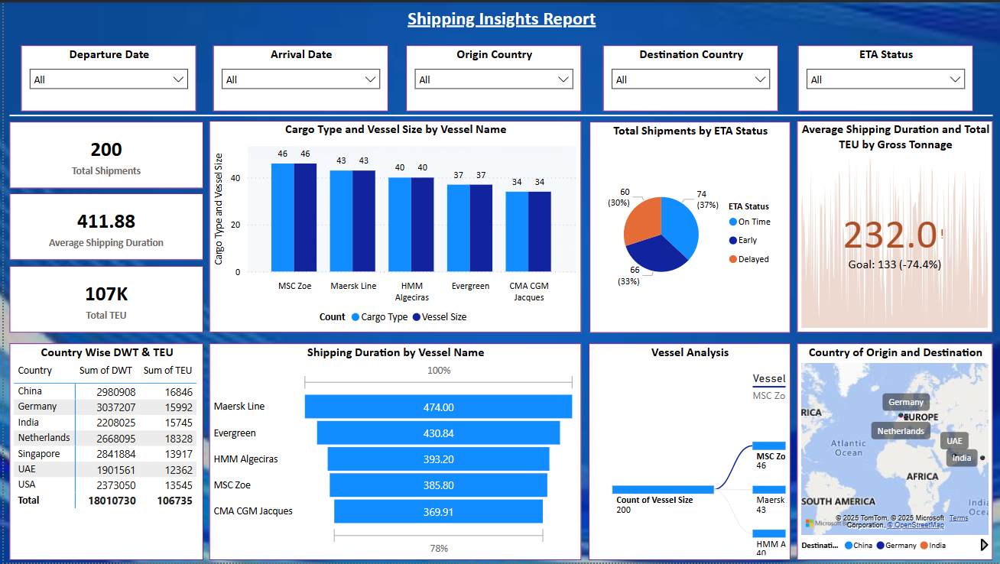 Shipping Insights Report
Departure Date
All
Arrival Date
All
Origin Country
All
Destination Country
All
ETA Status
All
200
Total Shipments
411.88
Average Shipping Duration
107K
Total TEU
Cargo Type and Vessel Size by Vessel Name
Cargo Type and Vessel Size
40
20
0
46 46
43 43
40 40
37 37
34 34
MSC Zoe
Maersk Line
HMM
Algeciras
Evergreen
CMA CGM
Jacques
Count Cargo Type Vessel Size
Total Shipments by ETA Status
60
(30%)
74
(37%)
66
(33%)
ETA Status
On Time
Early
Delayed
Average Shipping Duration and Total
TEU by Gross Tonnage
232.0!
Goal: 133 (-74.4%)
Country Wise DWT & TEU
Country Sum of DWT Sum of TEU
China 2980908 16846
Germany 3037207 15992
India 2208025 15745
Netherlands 2668095 18328
Singapore 2841884 13917
UAE 1901561 12362
USA 2373050 13545
Total 18010730 106735
Shipping Duration by Vessel Name
100%
Maersk Line 474.00
Evergreen 430.84
HMM Algeciras 393.20
MSC Zoe 385.80
CMA CGM Jacques 369.91
78%
Vessel Analysis
Vessel
MSC Zo
MSC Zo
46
Count of Vessel Size
200
Maersk
43
HMM A
40
Country of Origin and Destination
Germany
RICA
EUROPE
Netherlands
Atlantic
Ocean
UAE
India
AFRICA
SOUTH AMERICA
India
Ocea
Microsoft B
© 2025 TomTom, © 2025 Microsoft Terms
Corporation, © OpenStreetMap
Destinati... China Germany India